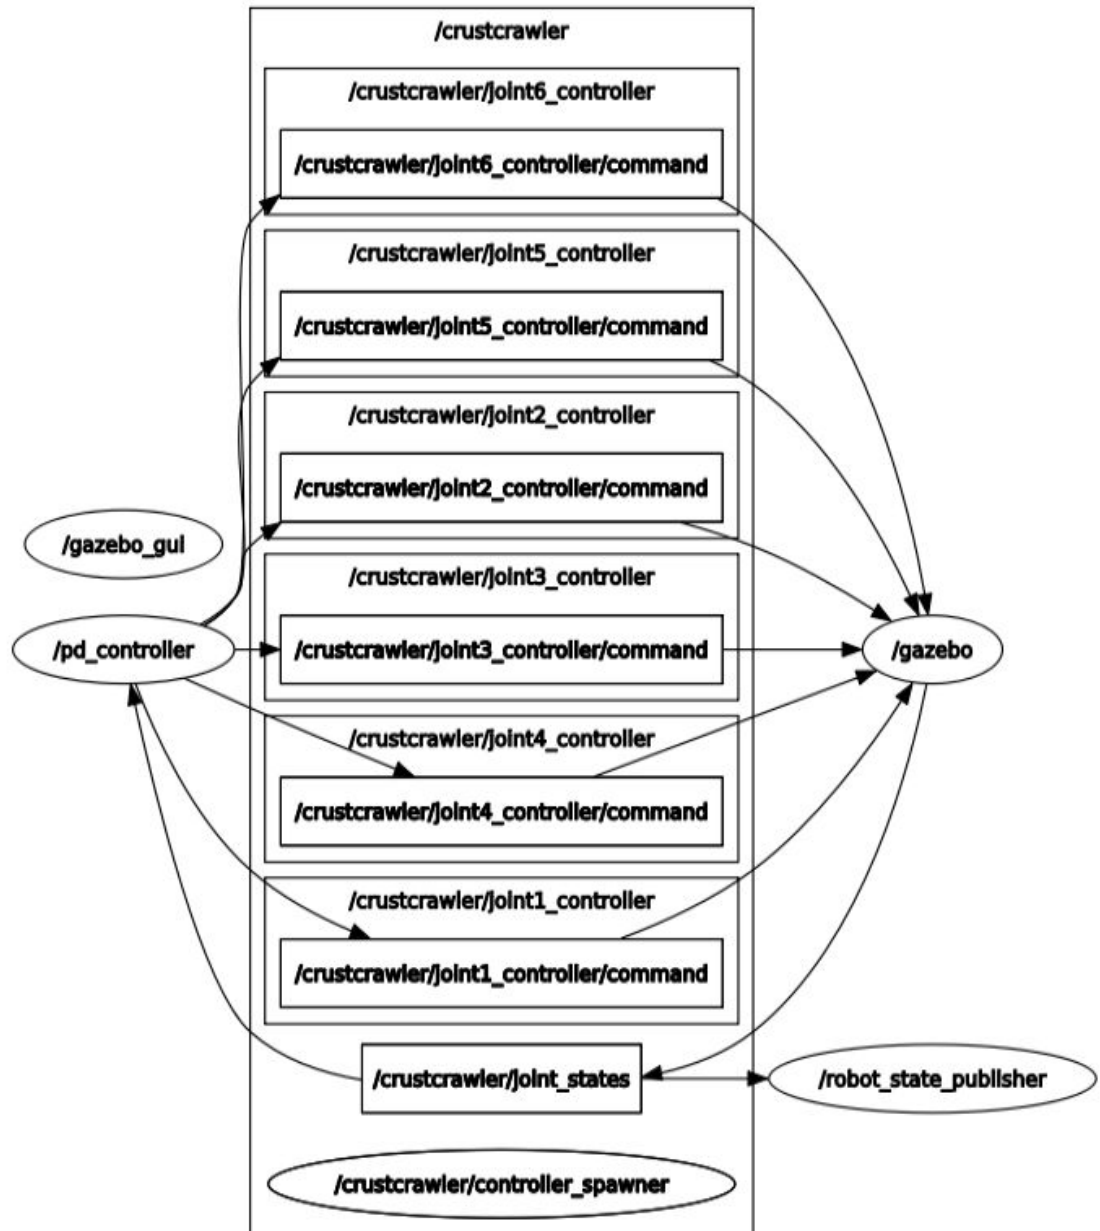 /crustcrawler
/crustcrawler/joint6_controller
/crustcrawler/joint6_controller/command
/crustcrawler/joint5_controller
/crustcrawler/joint5_controller/command
/crustcrawler/joint2_controller
/crustcrawler/joint2_controller/command
/gazebo_gui
/crustcrawler/joint3_controller
/pd_controller
/crustcrawler/joint3_controller/command
/gazebo
/crustcrawler/joint4_controller
/crustcrawler/joint4_controller/command
/crustcrawler/joint1_controller
/crustcrawler/joint1_controller/command
/crustcrawler/joint_states
/robot_state_publisher
/crustcrawler/controller_spawner